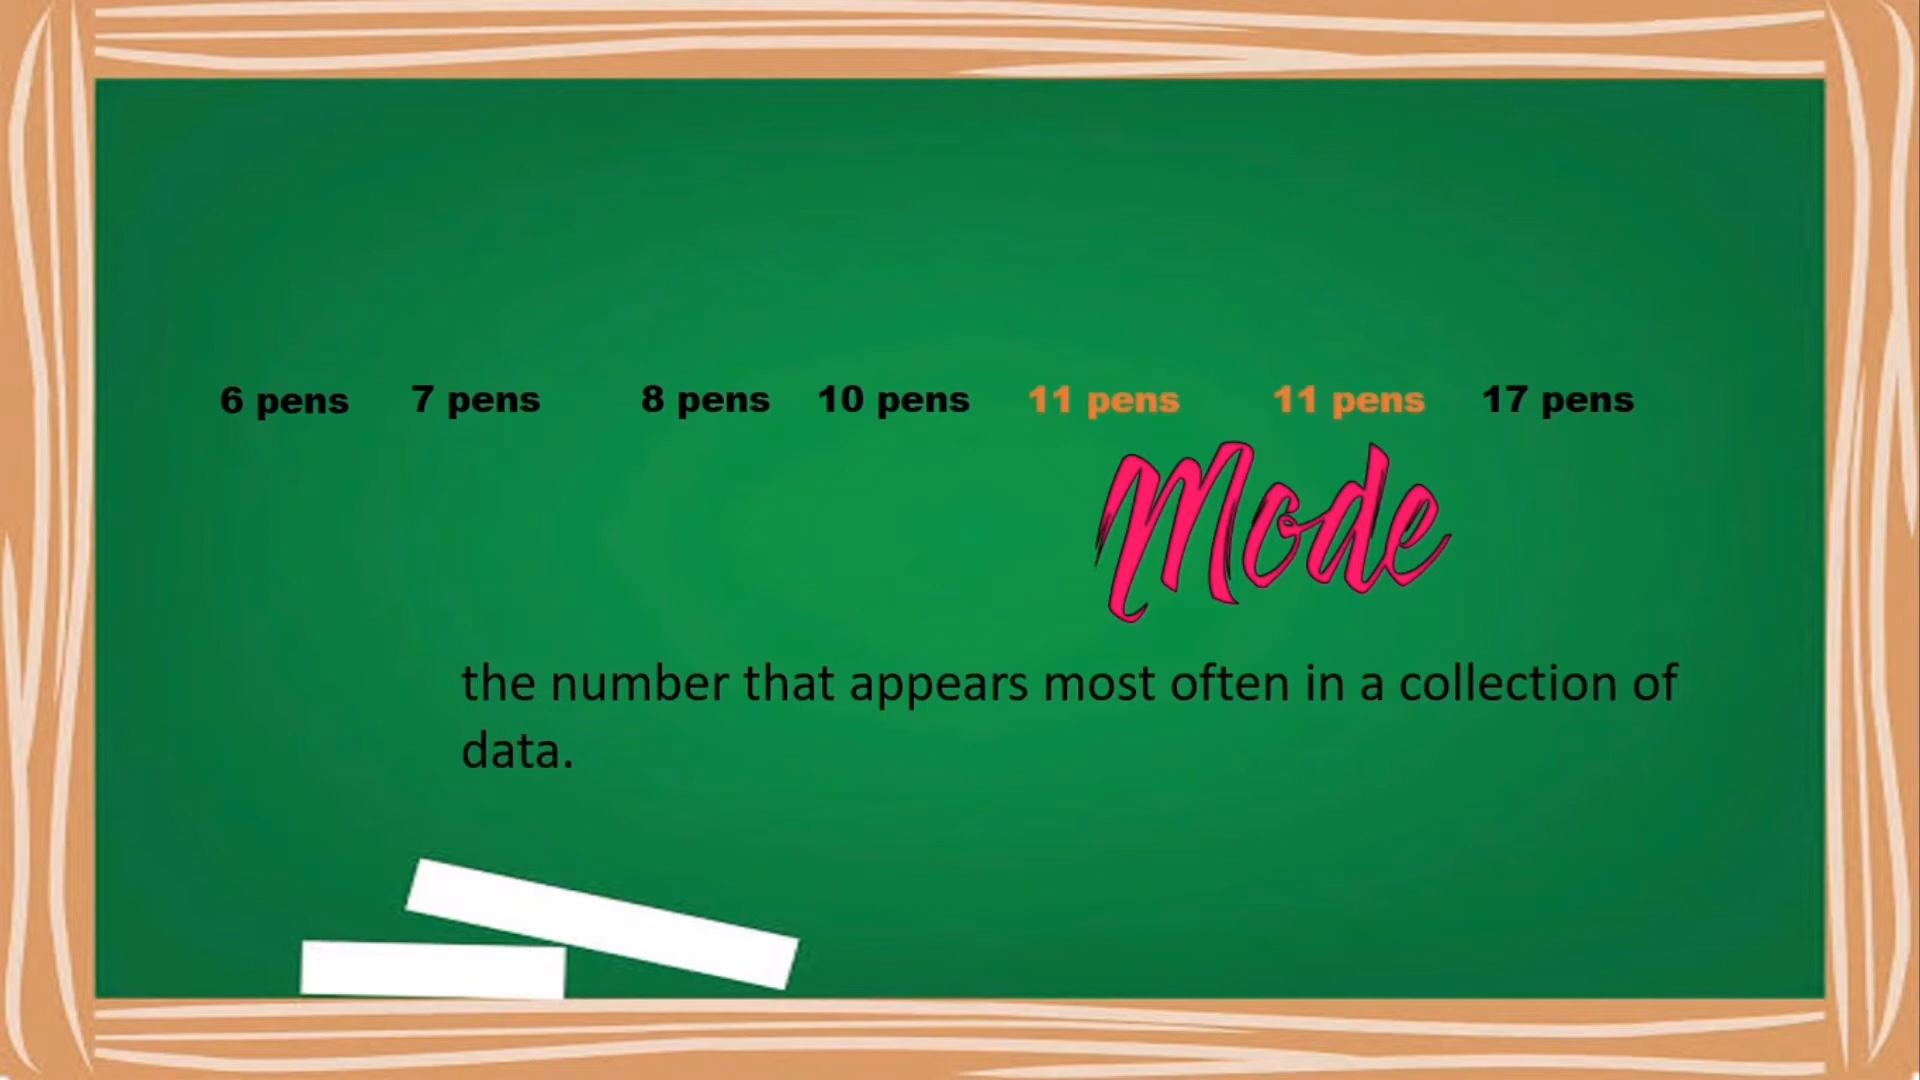 6 pens 7 pens 8 pens 10 pens 11 pens 11 pens 17 pens
Mode
the number that appears most often in a collection of
data.